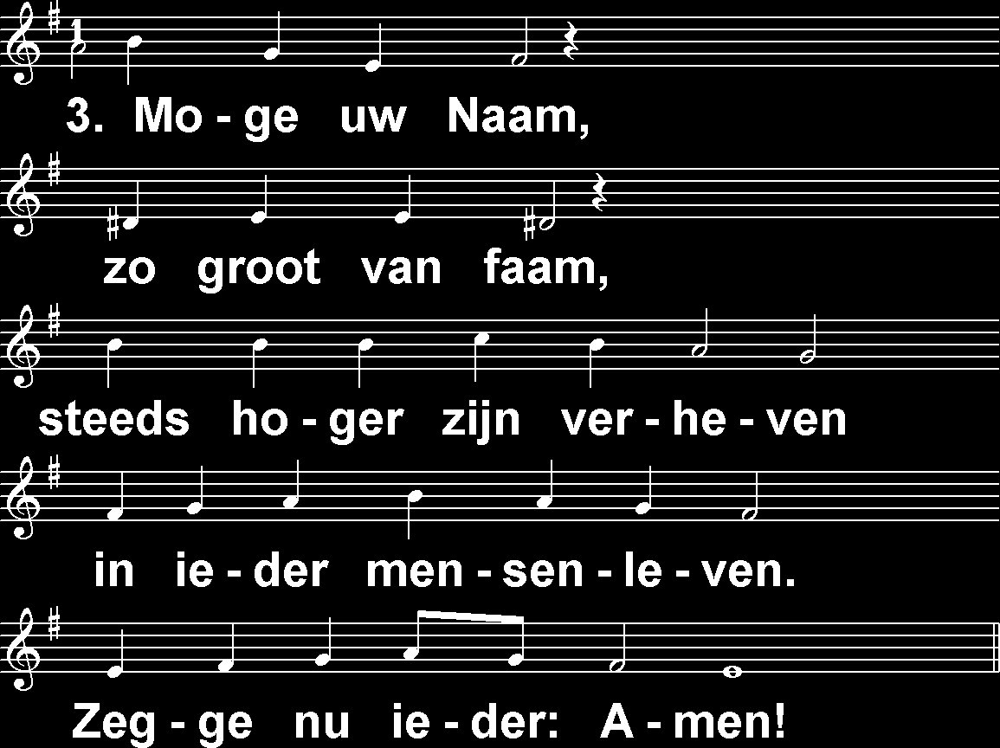 1
3. Mo - ge uw Naam,
zo groot van faam,
steeds ho - ger zijn ver - he - ven
in ie - der men - sen - le - ven.
Zeg - ge nu ie - der: A - men!